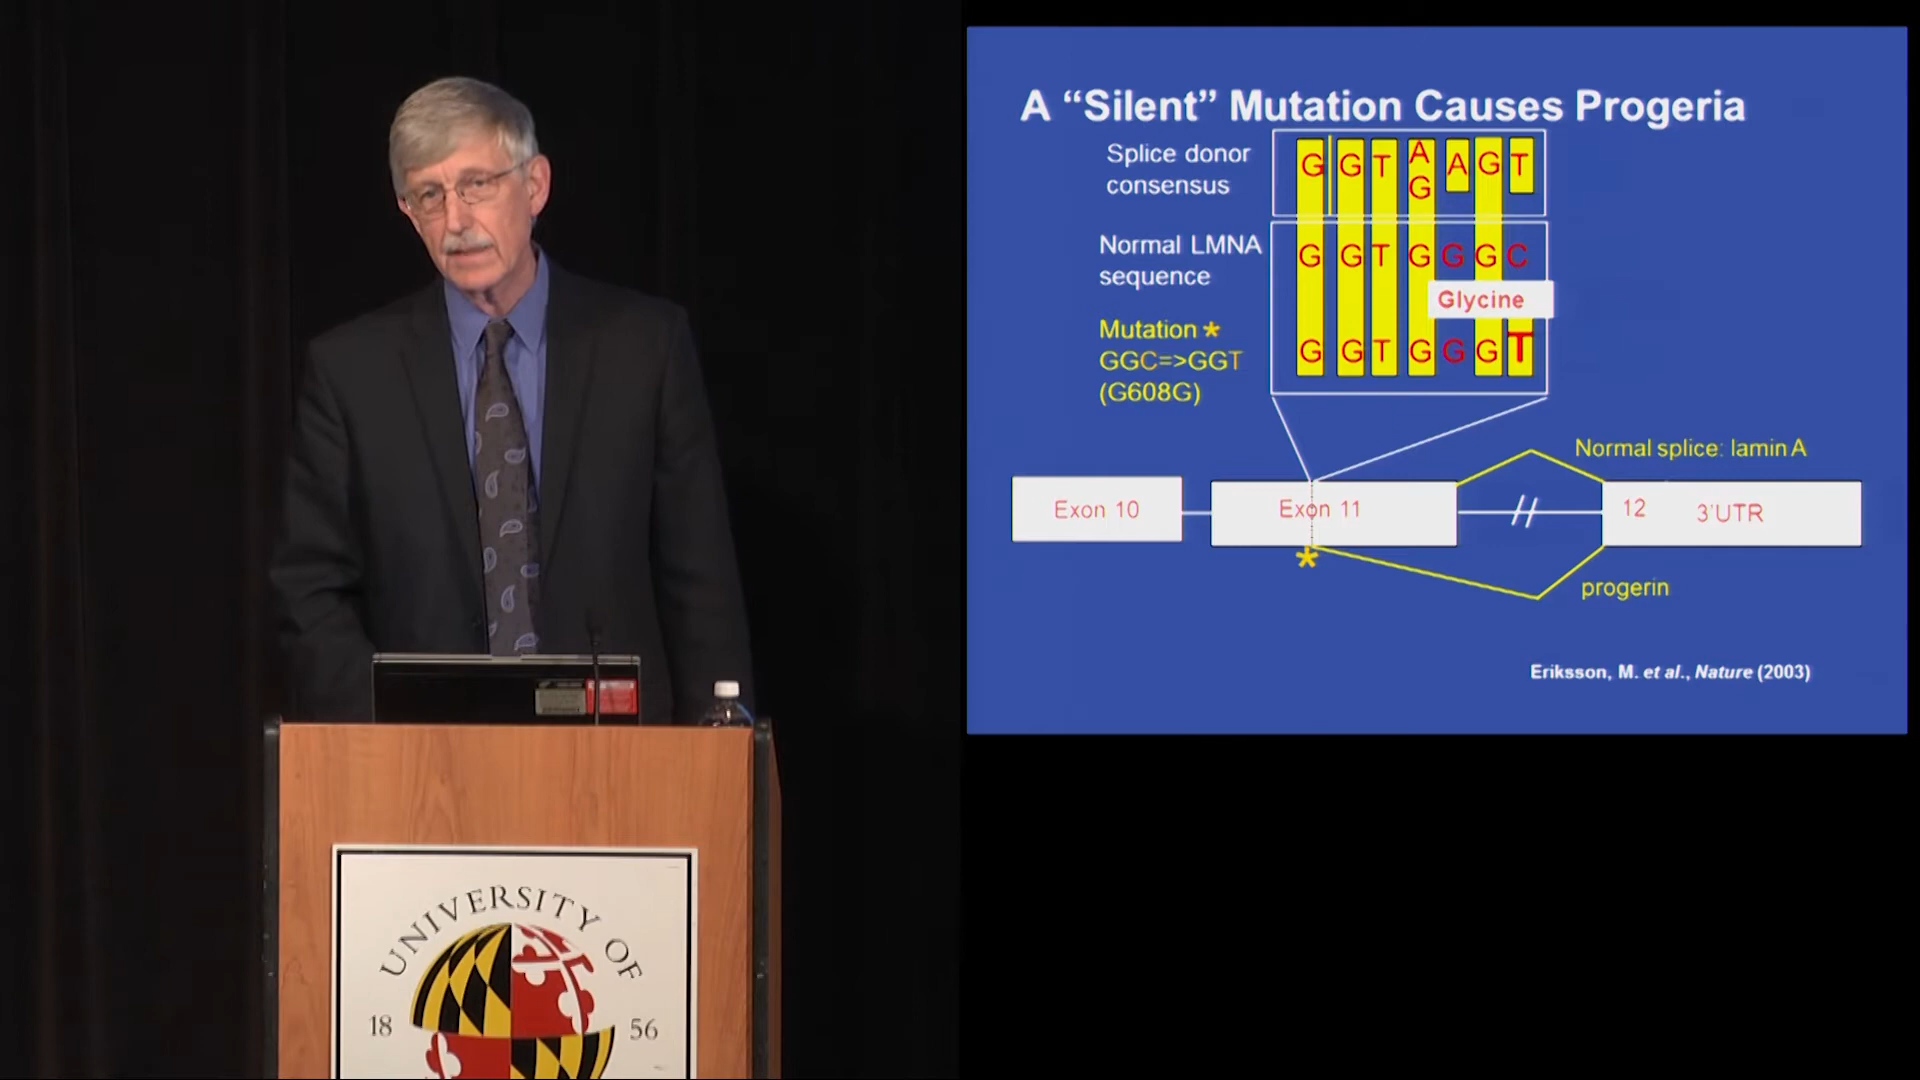 A “Silent” Mutation Causes Progeria
Splice donor
consensus
G G T A A G T
G
Normal LMNA
sequence
G G T G G G C
Glycine
Mutation *
GGC=>GGT
(G608G)
G G T G G G T
Normal splice: lamin A
Exon 10
Exon 11
//
12
3'UTR
*
progerin
Eriksson, M. et al., Nature (2003)
UNIVERSITY OF
18 56